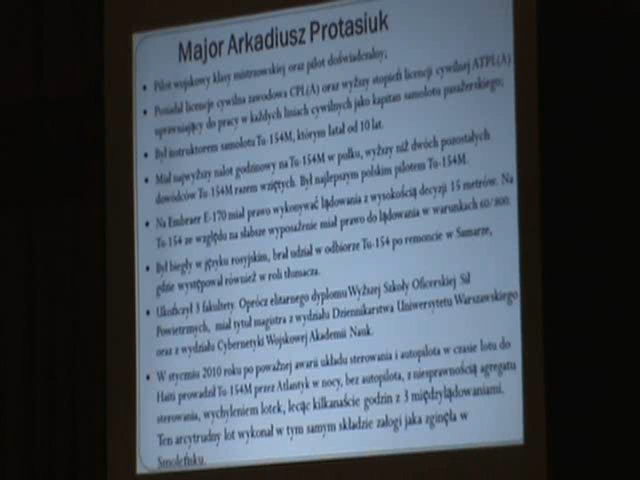 Major Arkadiusz Protasiuk
• Pilot wojskowy klasy mistrzowskiej oraz pilot doświadczalny;
• Posiadał licencję cywilna zawodowa CPL(A) oraz wyższy stopień licencji cywilnej ATPL(A)
uprawniający do pracy w każdych liniach cywilnych jako kapitan samolotu pasażerskiego;
• Był instruktorem samolotu Tu-154M, którym latał od 10 lat.
• Miał najwyższy nalot godzinowy na Tu-154M w pułku, wyższy niż dwóch pozostałych
dowódców Tu-154M razem wziętych. Był najlepszym polskim pilotem Tu-154M.
• Na Embraer E-170 miał prawo wykonywać lądowania z wysokością decyzji 15 metrów. Na
Tu-154 ze względu na słabsze wyposażenie miał prawo do lądowania w warunkach 60/800.
• Był biegły w języku rosyjskim, brał udział w odbiorze Tu-154 po remoncie w Samarze,
gdzie występował również w roli tłumacza.
• Ukończył 3 fakultety. Oprócz elitarnego dyplomu Wyższej Szkoły Oficerskiej Sił
Powietrznych, miał tytuł magistra z wydziału Dziennikarstwa Uniwersytetu Warszawskiego
oraz z wydziału Cybernetyki Wojskowej Akademii Nauk.
• W styczniu 2010 roku po poważnej awarii układu sterowania i autopilota w czasie lotu do
Haiti prowadził Tu-154M przez Atlantyk w nocy, bez autopilota, z niesprawnością agregatu
sterowania, wychyleniem lotek, lecąc kilkanaście godzin z 3 międzylądowaniami.
Ten arcytrudny lot wykonał w tym samym składzie załogi jaka zginęła w
Smoleńsku.